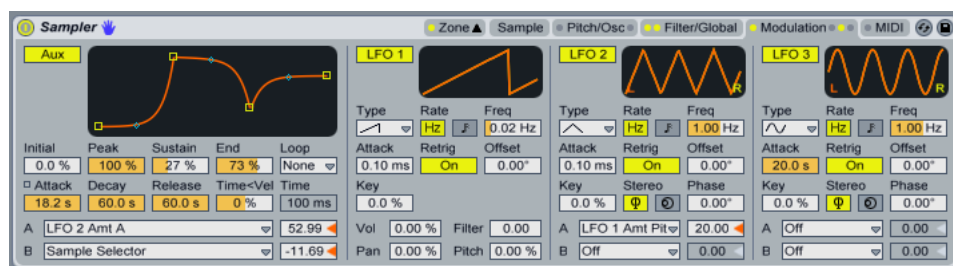 Sampler Zone Sample Pitch/Osc Filter/Global Modulation MIDI
Aux LFO 1 LFO 2 L R LFO 3 L R
Type Rate Freq Type Rate Freq Type Rate Freq
Hz 0.02 Hz Hz 1.00 Hz Hz 1.00 Hz
Initial Peak Sustain End Loop Attack Retrig Offset Attack Retrig Offset Attack Retrig Offset
0.0 % 100 % 27 % 73 % None 0.10 ms On 0.00° 0.10 ms On 0.00° 20.0 s On 0.00°
Attack Decay Release Time<Vel Time Key Key Stereo Phase Key Stereo Phase
18.2 s 60.0 s 60.0 s 0 % 100 ms 0.0 % 0.0 % Φ 0.00° 0.0 % Φ 0.00°
A LFO 2 Amt A 52.99 Vol 0.00 % Filter 0.00 A LFO 1 Amt Pit 20.00 A Off 0.00
B Sample Selector -11.69 Pan 0.00 % Pitch 0.00 % B Off 0.00 B Off 0.00